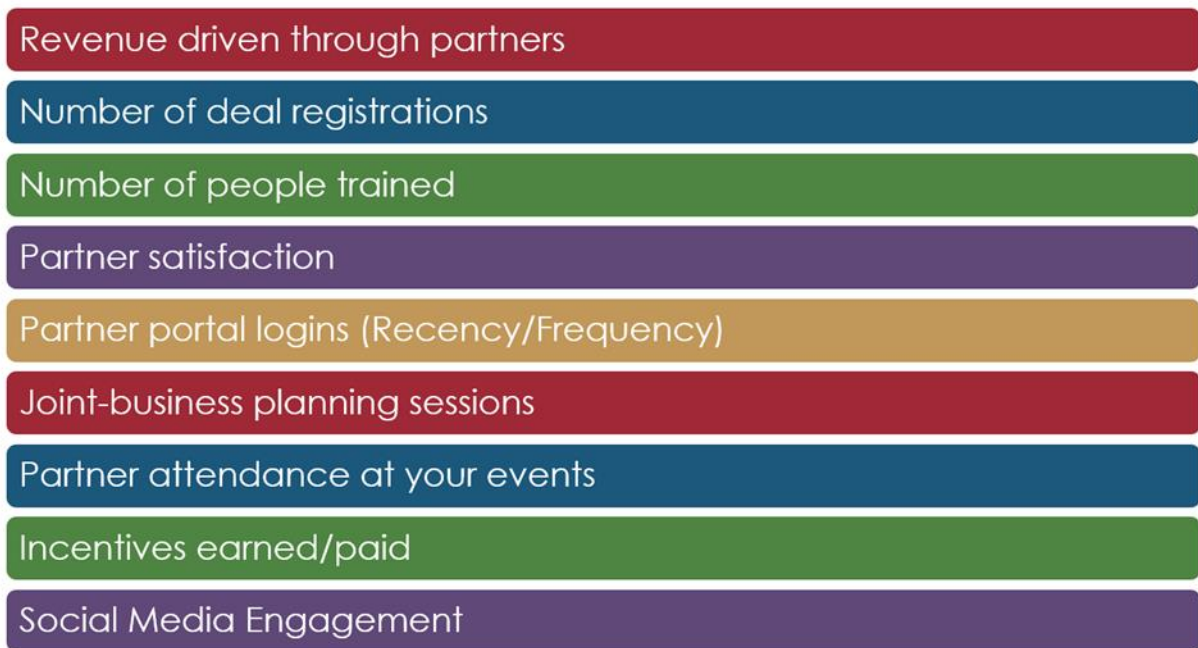 Revenue driven through partners
Number of deal registrations
Number of people trained
Partner satisfaction
Partner portal logins (Recency/Frequency)
Joint-business planning sessions
Partner attendance at your events
Incentives earned/paid
Social Media Engagement